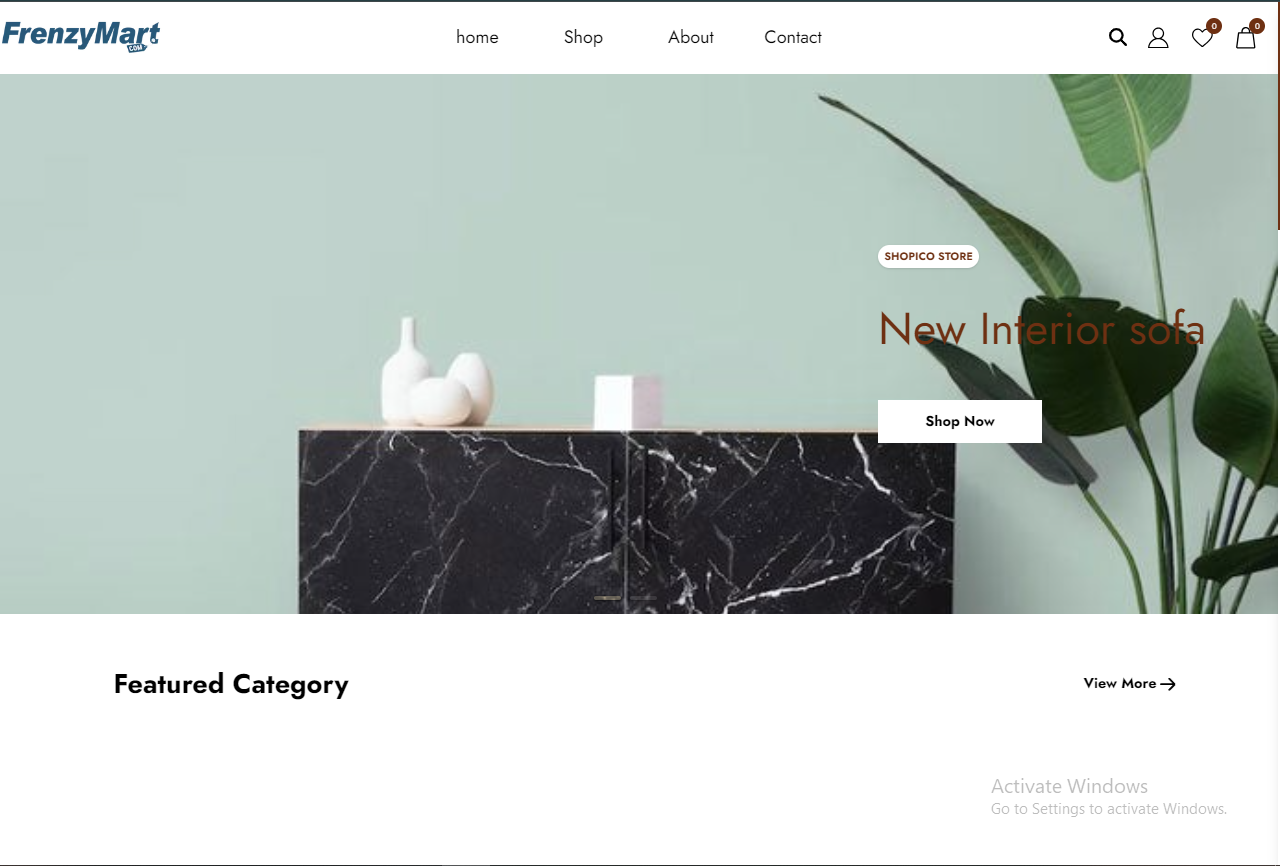 FrenzyMart
.COM
home Shop About Contact
0 0
SHOPICO STORE
New Interior sofa
Shop Now
Featured Category
View More
Activate Windows
Go to Settings to activate Windows.